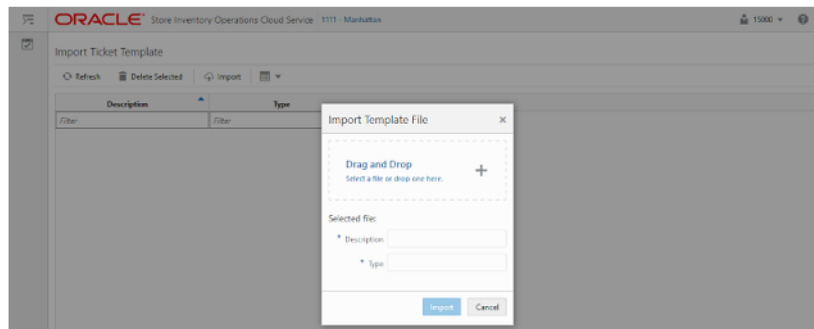 ORACLE Store Inventory Operations Cloud Service 1111 - Manhattan 15000
Import Ticket Template
Refresh Delete Selected Import
Description Type
Filter Filter
Import Template File
Drag and Drop
Select a file or drop one here.
Selected file:
* Description
* Type
Import Cancel